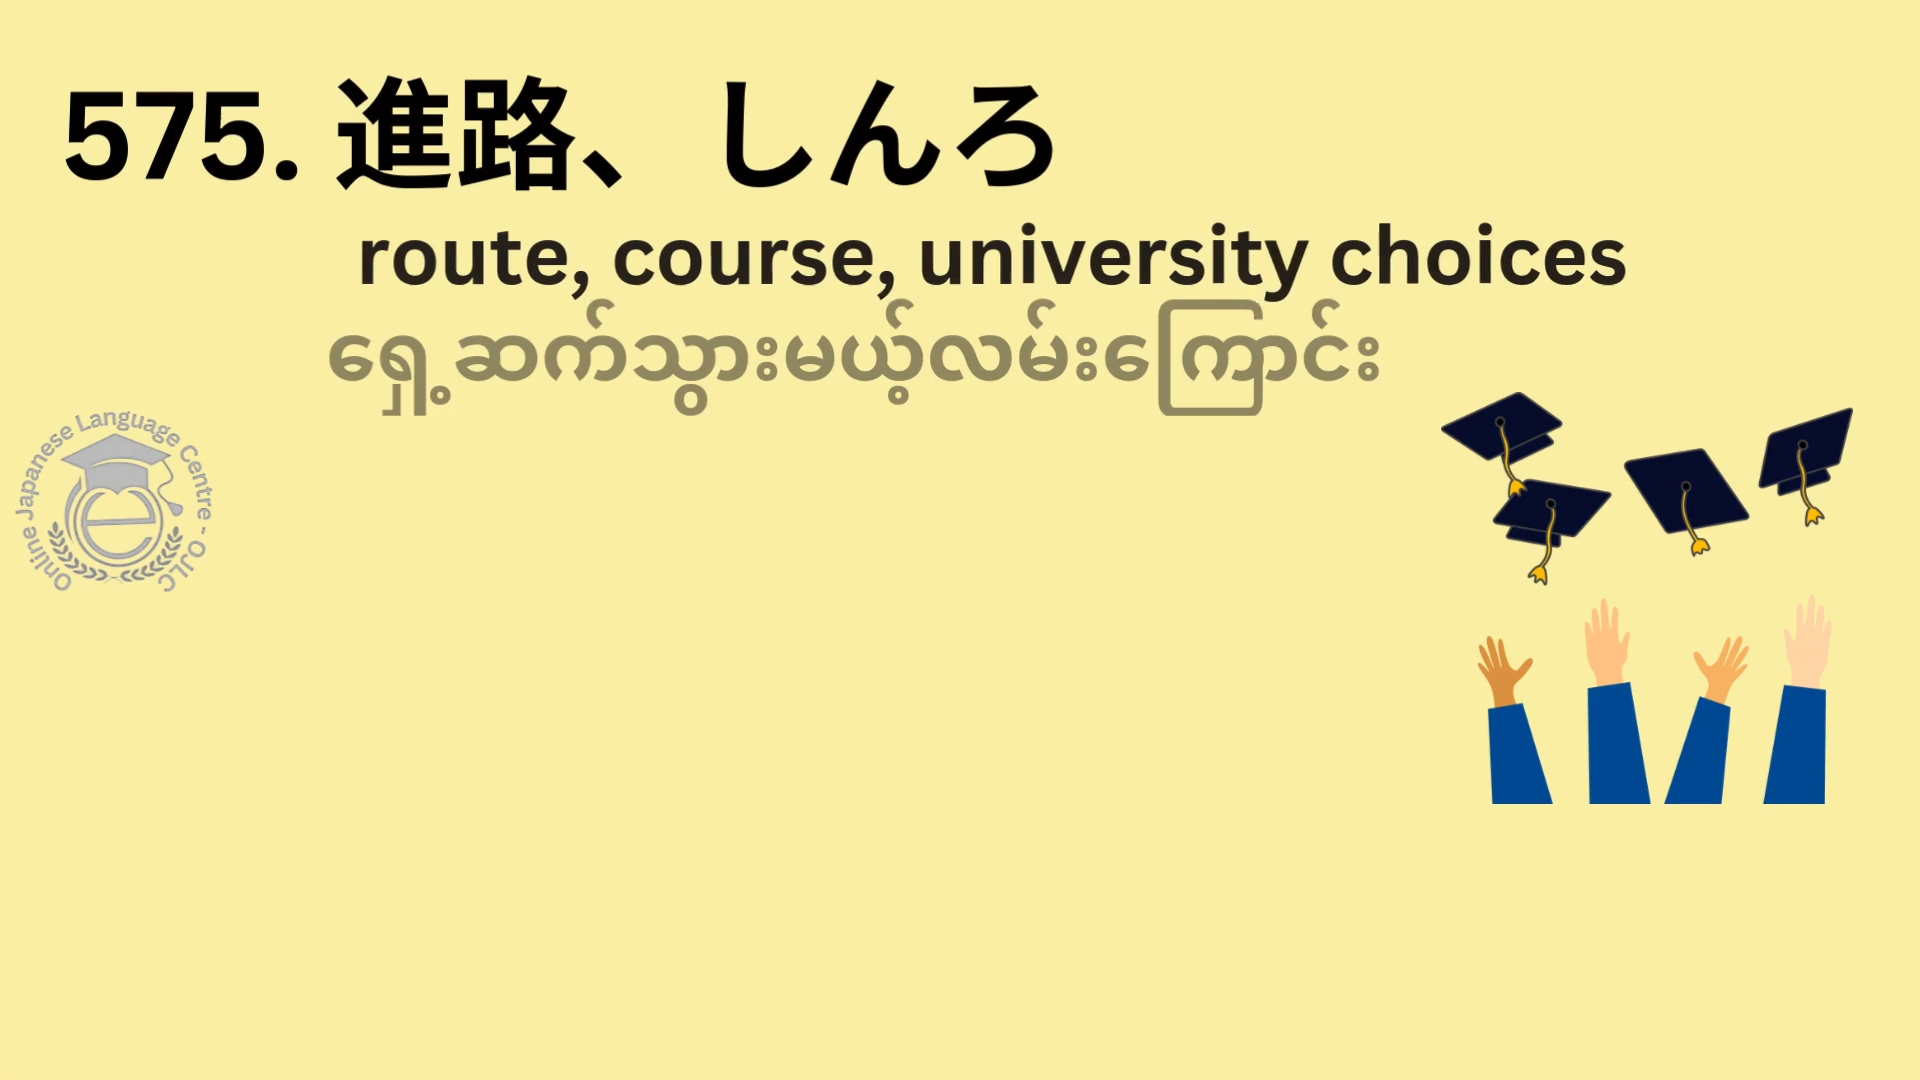 575. 進路、しんろ
route, course, university choices
ရှေ့ဆက်သွားမယ့်လမ်းကြောင်း
Online Japanese Language Centre - OJLC
e